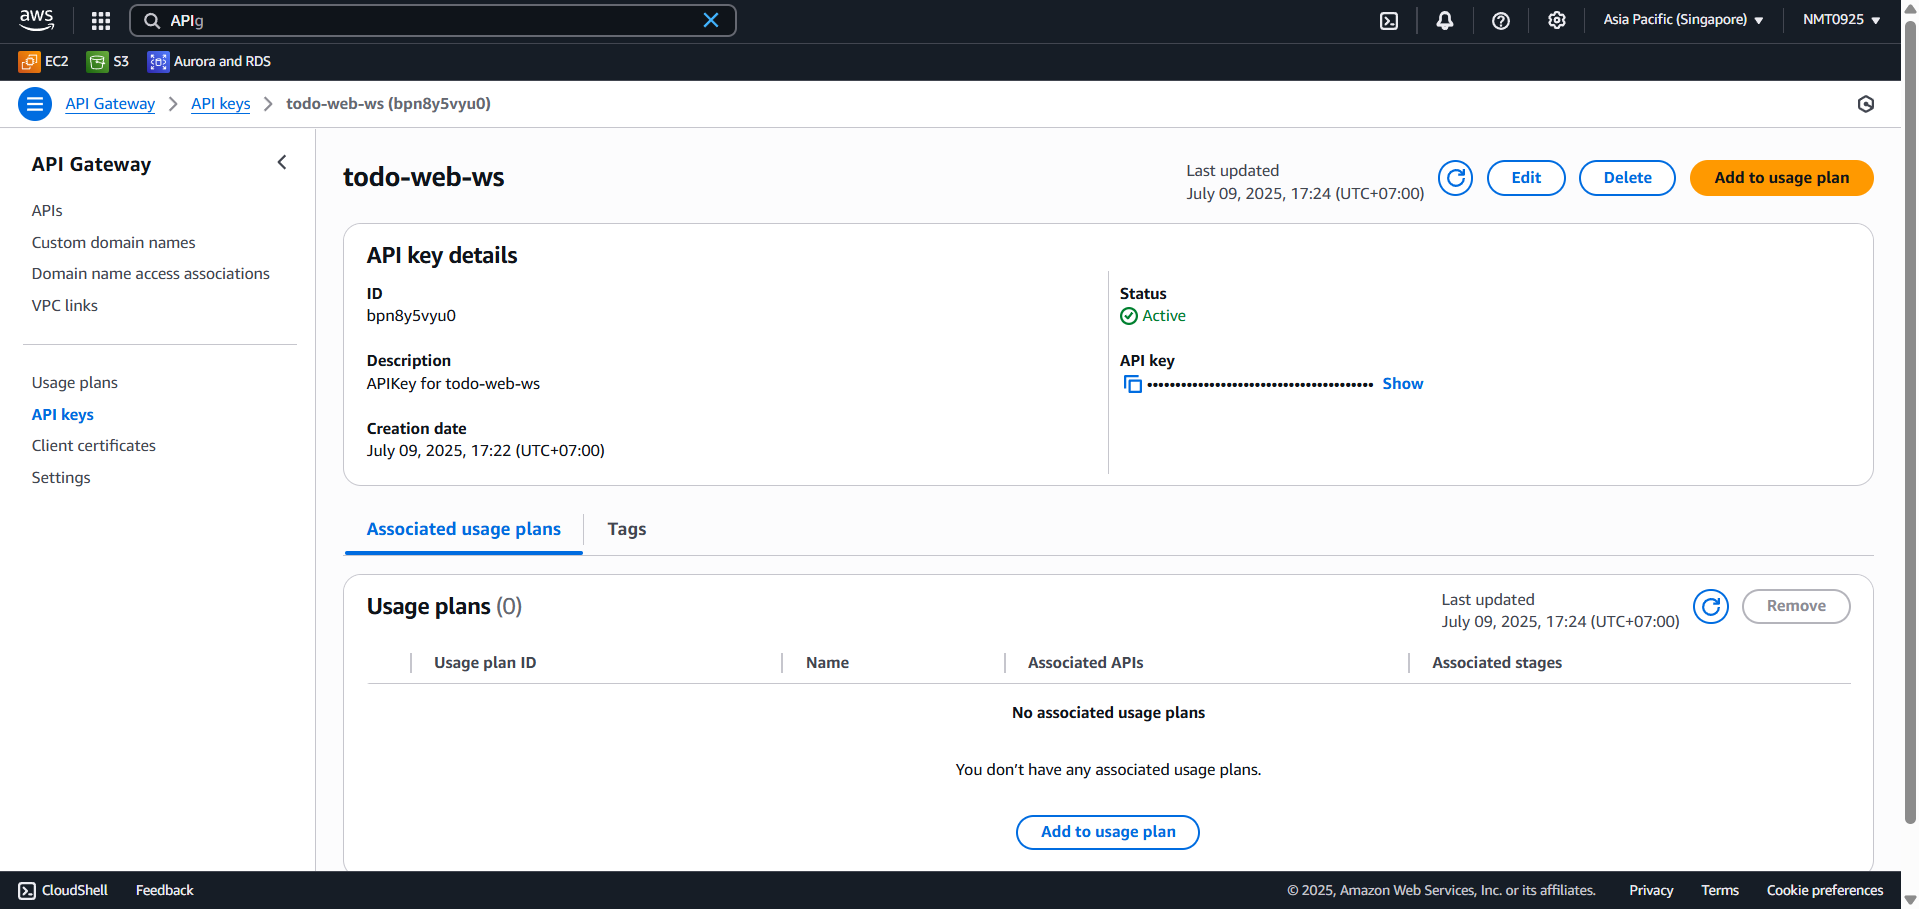 aws
APIg
Asia Pacific (Singapore)
NMT0925
EC2
S3
Aurora and RDS
API Gateway
API keys
todo-web-ws (bpn8y5vyu0)
API Gateway
APIs
Custom domain names
Domain name access associations
VPC links
Usage plans
API keys
Client certificates
Settings
todo-web-ws
Last updated
July 09, 2025, 17:24 (UTC+07:00)
Edit
Delete
Add to usage plan
API key details
ID
bpn8y5vyu0
Description
APIKey for todo-web-ws
Creation date
July 09, 2025, 17:22 (UTC+07:00)
Status
Active
API key
•••••••••••••••••••••••••••••••••••••••• Show
Associated usage plans
Tags
Usage plans (0)
Last updated
July 09, 2025, 17:24 (UTC+07:00)
Remove
Usage plan ID
Name
Associated APIs
Associated stages
No associated usage plans
You don’t have any associated usage plans.
Add to usage plan
CloudShell
Feedback
© 2025, Amazon Web Services, Inc. or its affiliates.
Privacy
Terms
Cookie preferences